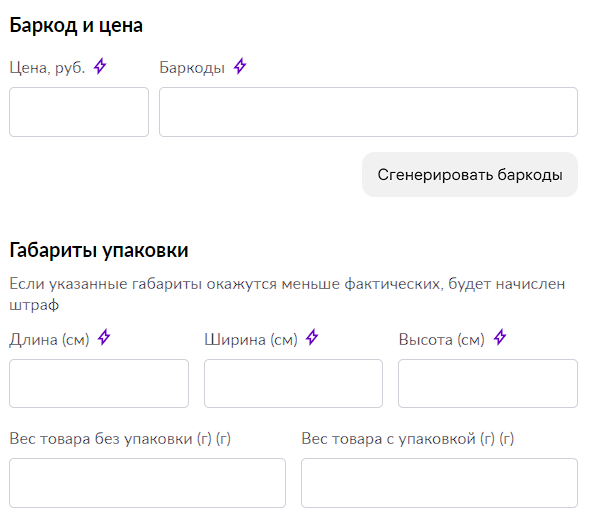 Баркод и цена
Цена, руб. Баркоды
Сгенерировать баркоды
Габариты упаковки
Если указанные габариты окажутся меньше фактических, будет начислен
штраф
Длина (см) Ширина (см) Высота (см)
Вес товара без упаковки (г) (г) Вес товара с упаковкой (г) (г)